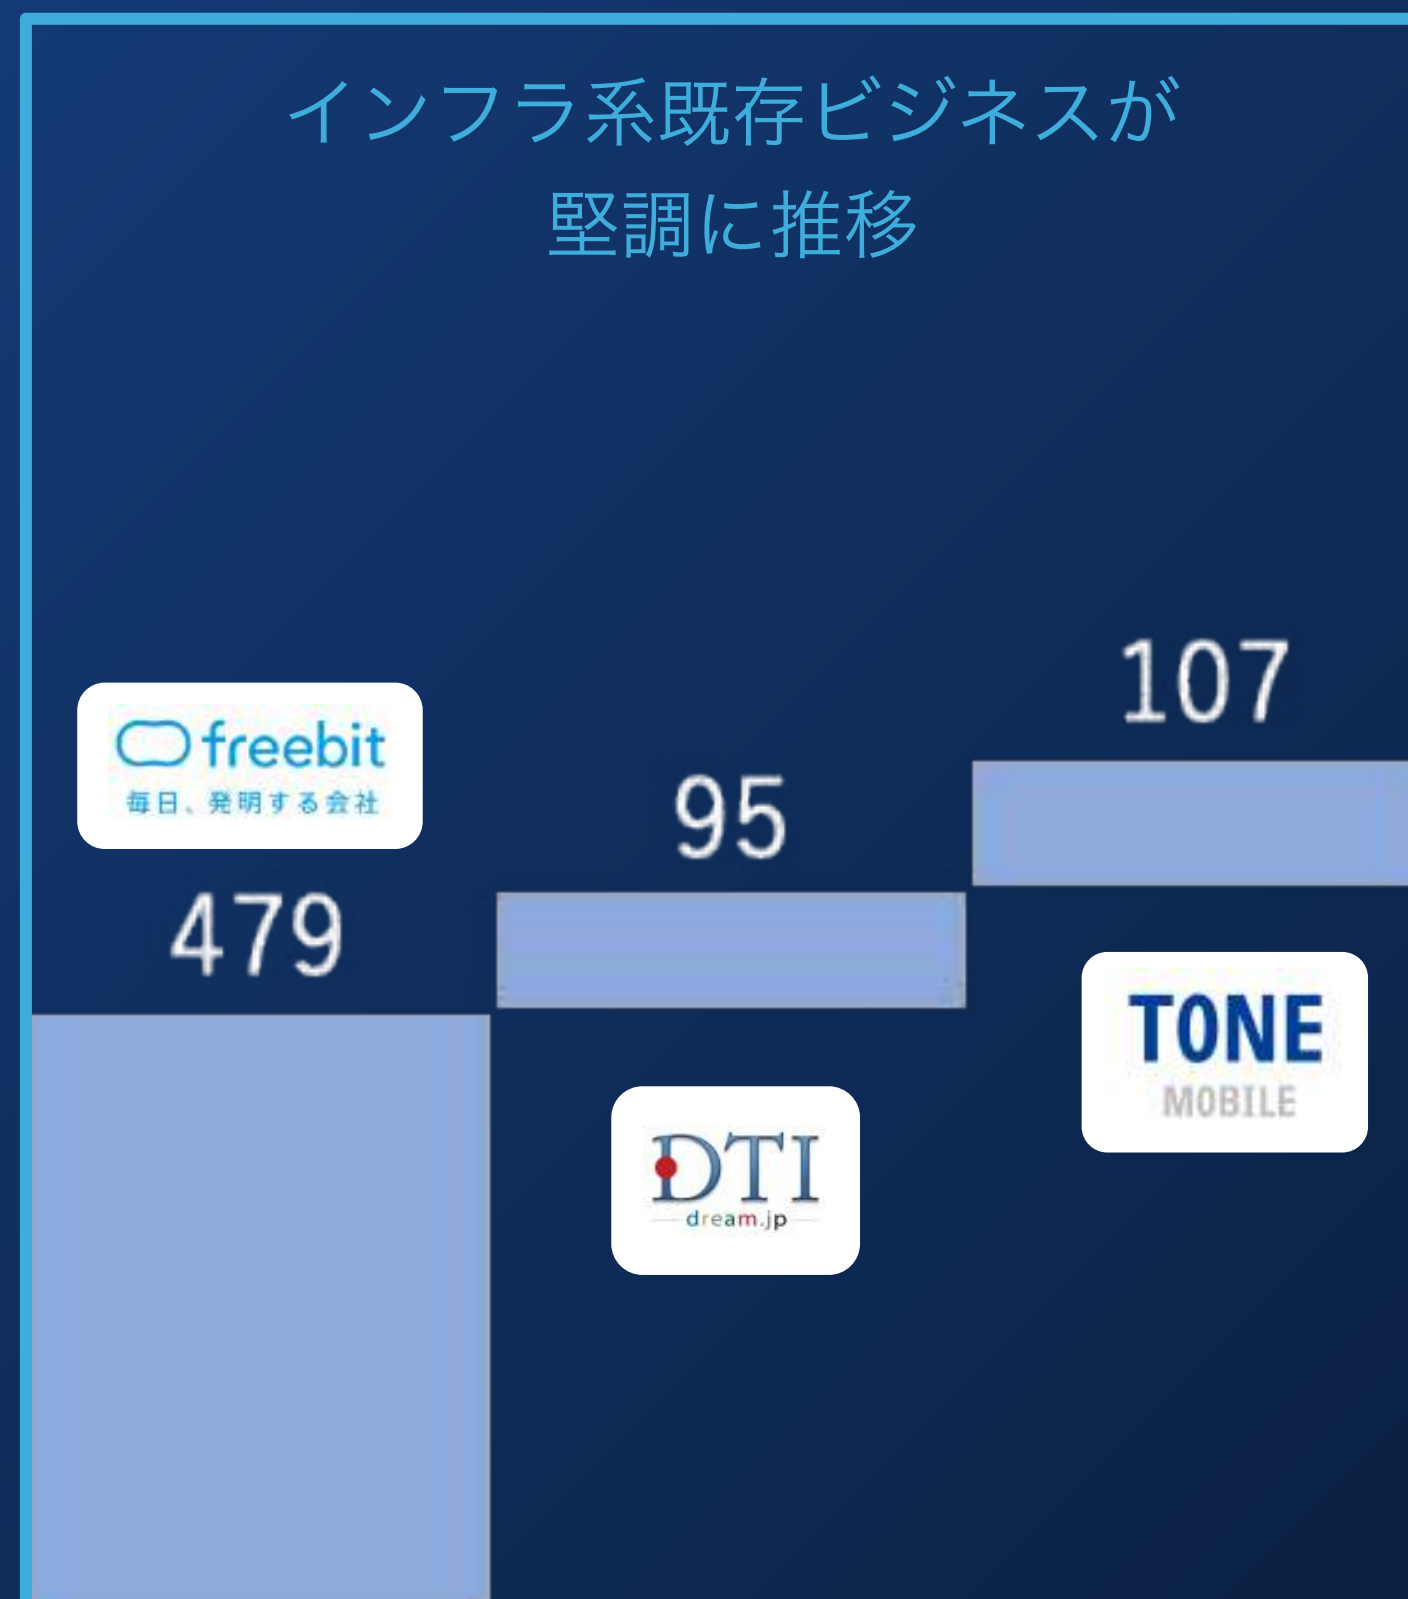 インフラ系既存ビジネスが
堅調に推移
107
freebit
毎日、発明する会社
95
479
TONE
MOBILE
DTI
dream.jp